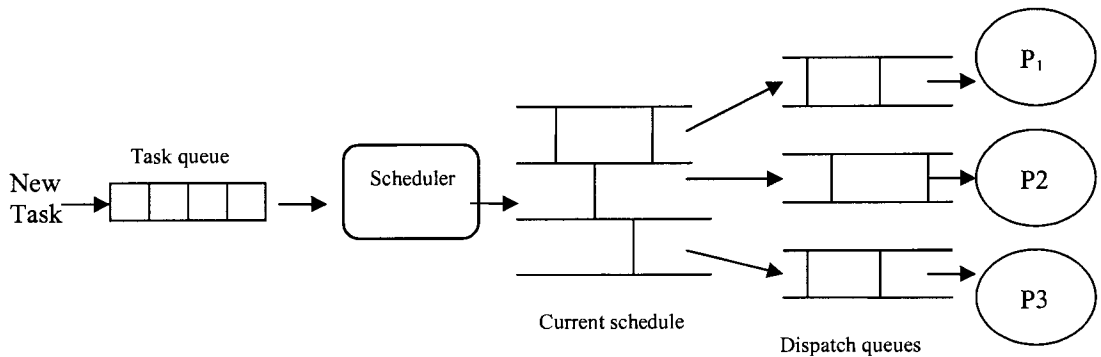 New
Task
Task queue
Scheduler
Current schedule
Dispatch queues
P₁
P2
P3